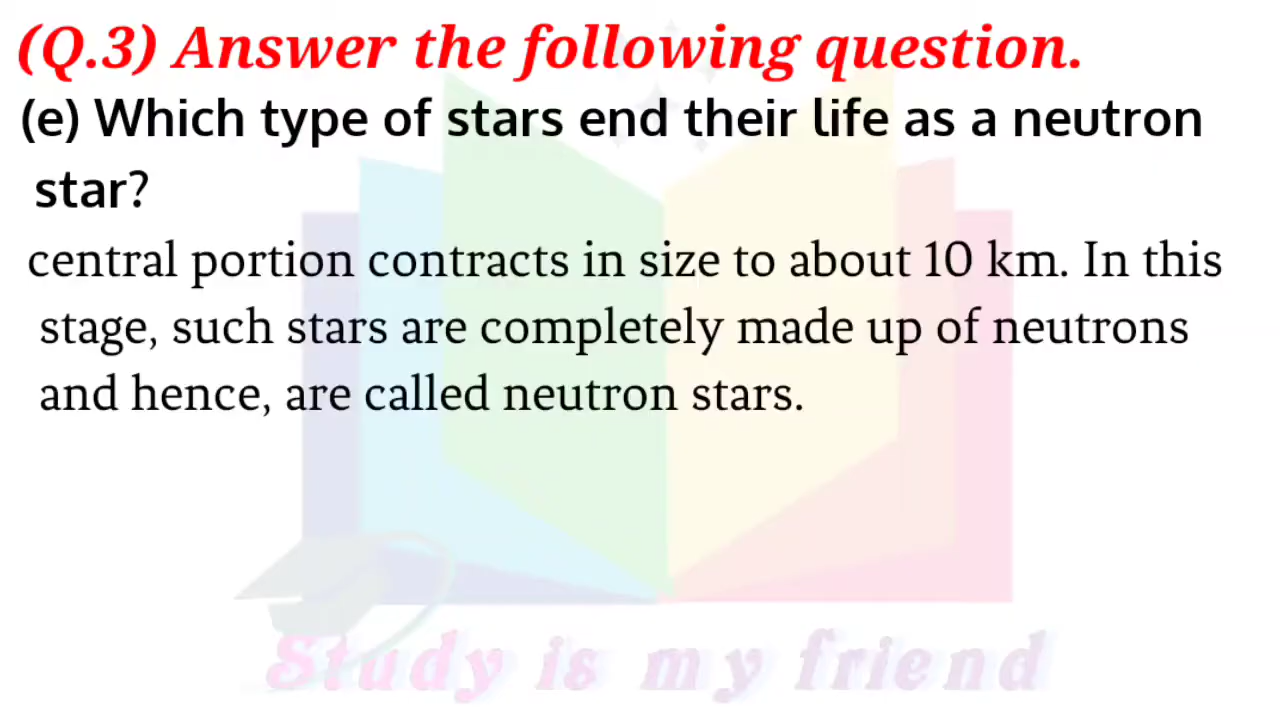 (Q.3) Answer the following question.
(e) Which type of stars end their life as a neutron
star?
central portion contracts in size to about 10 km. In this
stage, such stars are completely made up of neutrons
and hence, are called neutron stars.
Study is my friend